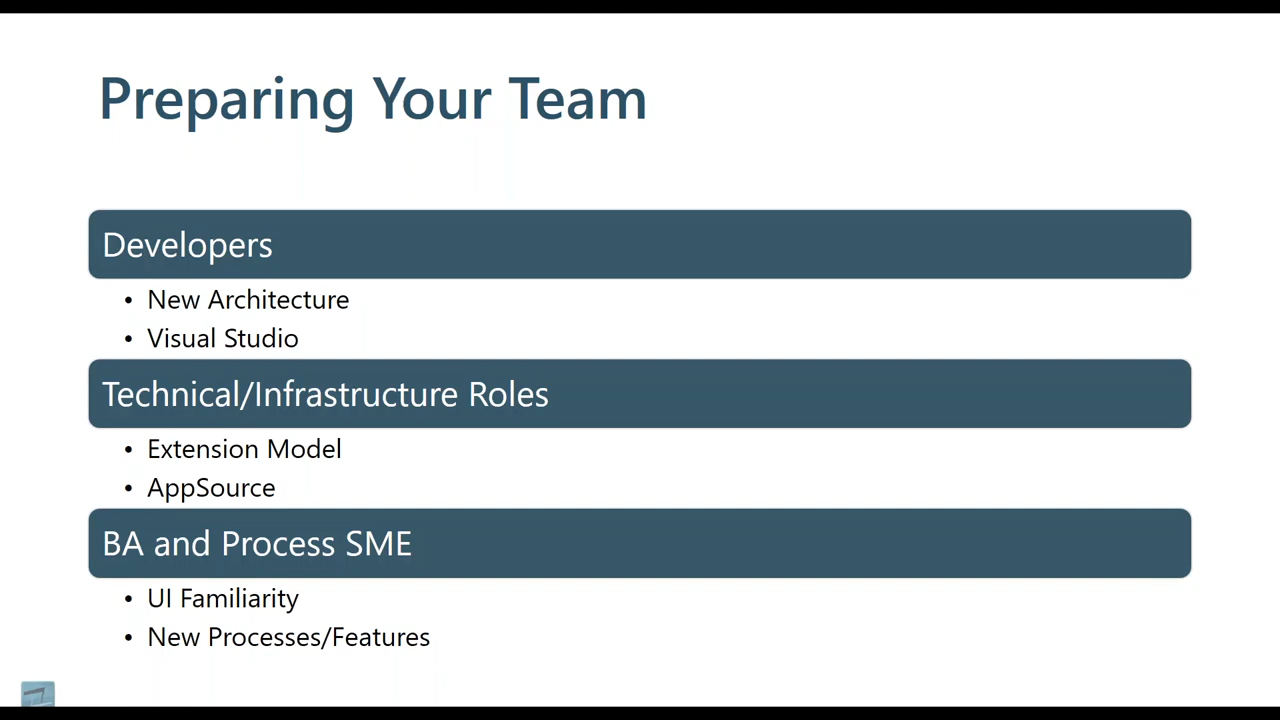 Preparing Your Team
Developers
• New Architecture
• Visual Studio
Technical/Infrastructure Roles
• Extension Model
• AppSource
BA and Process SME
• UI Familiarity
• New Processes/Features